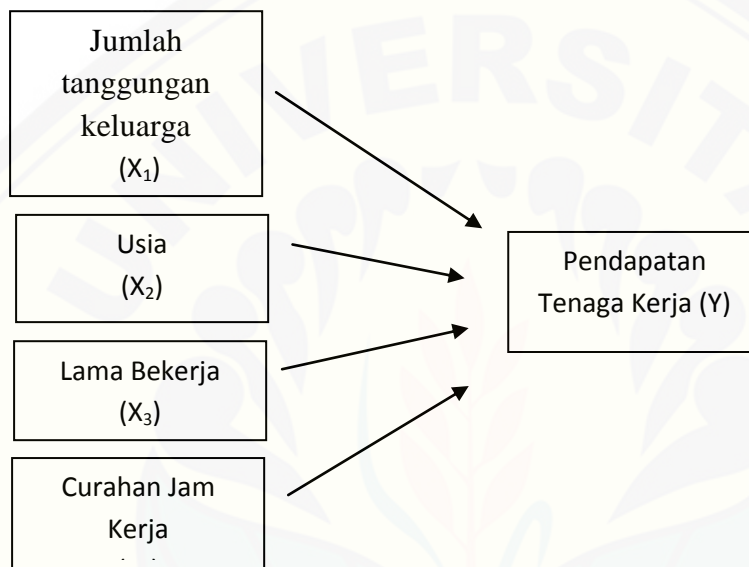 Jumlah
tanggungan
keluarga
(X₁)
Usia
(X₂)
Lama Bekerja
(X₃)
Curahan Jam
Kerja
Pendapatan
Tenaga Kerja (Y)